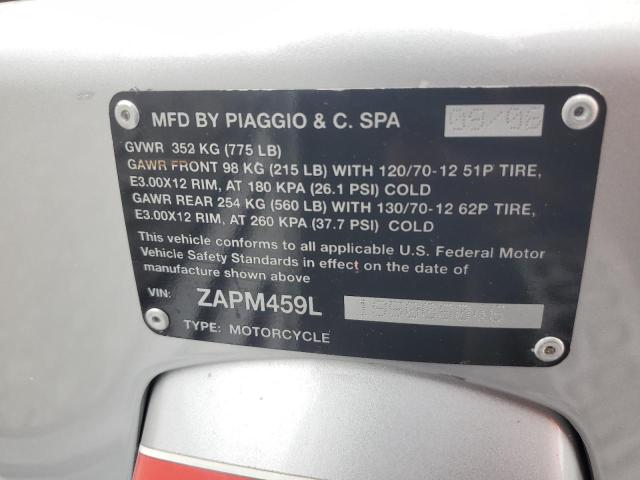 MFD BY PIAGGIO & C. SPA 09/08
GVWR 352 KG (775 LB)
GAWR FRONT 98 KG (215 LB) WITH 120/70-12 51P TIRE,
E3.00X12 RIM, AT 180 KPA (26.1 PSI) COLD
GAWR REAR 254 KG (560 LB) WITH 130/70-12 62P TIRE,
E3.00X12 RIM, AT 260 KPA (37.7 PSI) COLD
This vehicle conforms to all applicable U.S. Federal Motor
Vehicle Safety Standards in effect on the date of
manufacture shown above
VIN: ZAPM459L
TYPE: MOTORCYCLE